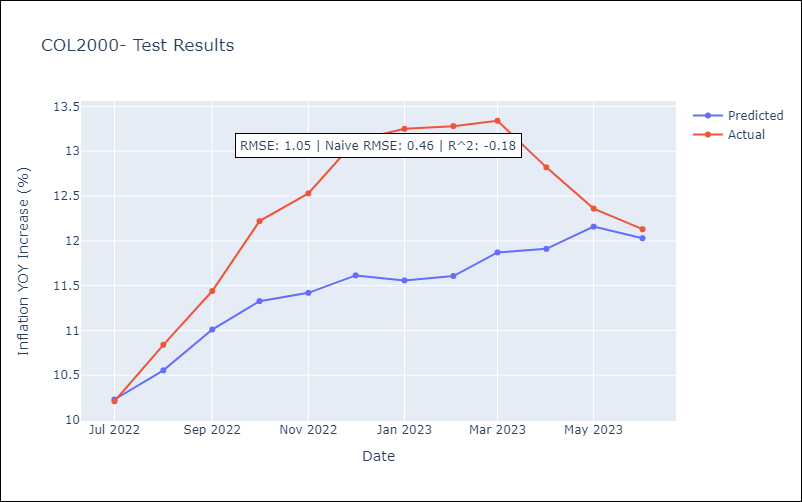 COL2000- Test Results
Predicted
Actual
RMSE: 1.05 | Naive RMSE: 0.46 | R^2: -0.18
Inflation YOY Increase (%)
13.5
13
12.5
12
11.5
11
10.5
10
Jul 2022 Sep 2022 Nov 2022 Jan 2023 Mar 2023 May 2023
Date